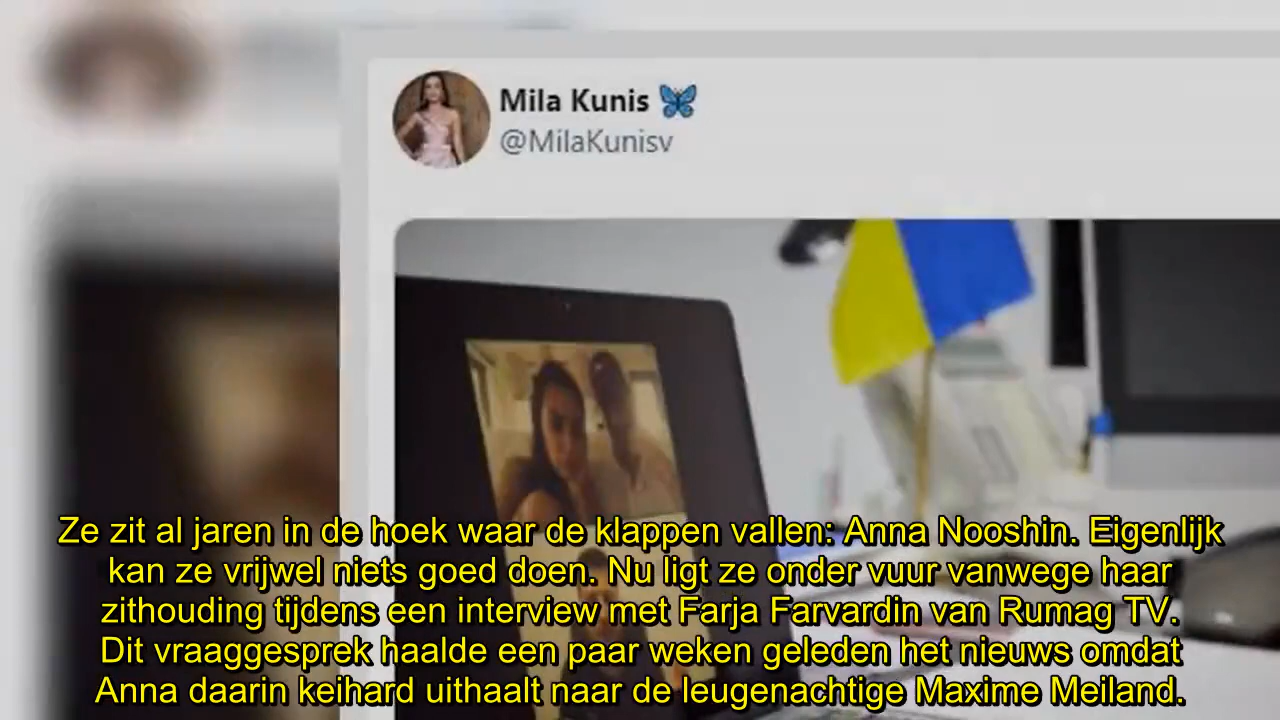 Mila Kunis 🦋
@MilaKunisv
Ze zit al jaren in de hoek waar de klappen vallen: Anna Nooshin. Eigenlijk
kan ze vrijwel niets goed doen. Nu ligt ze onder vuur vanwege haar
zithouding tijdens een interview met Farja Farvardin van Rumag TV.
Dit vraaggesprek haalde een paar weken geleden het nieuws omdat
Anna daarin keihard uithaalt naar de leugenachtige Maxime Meiland.